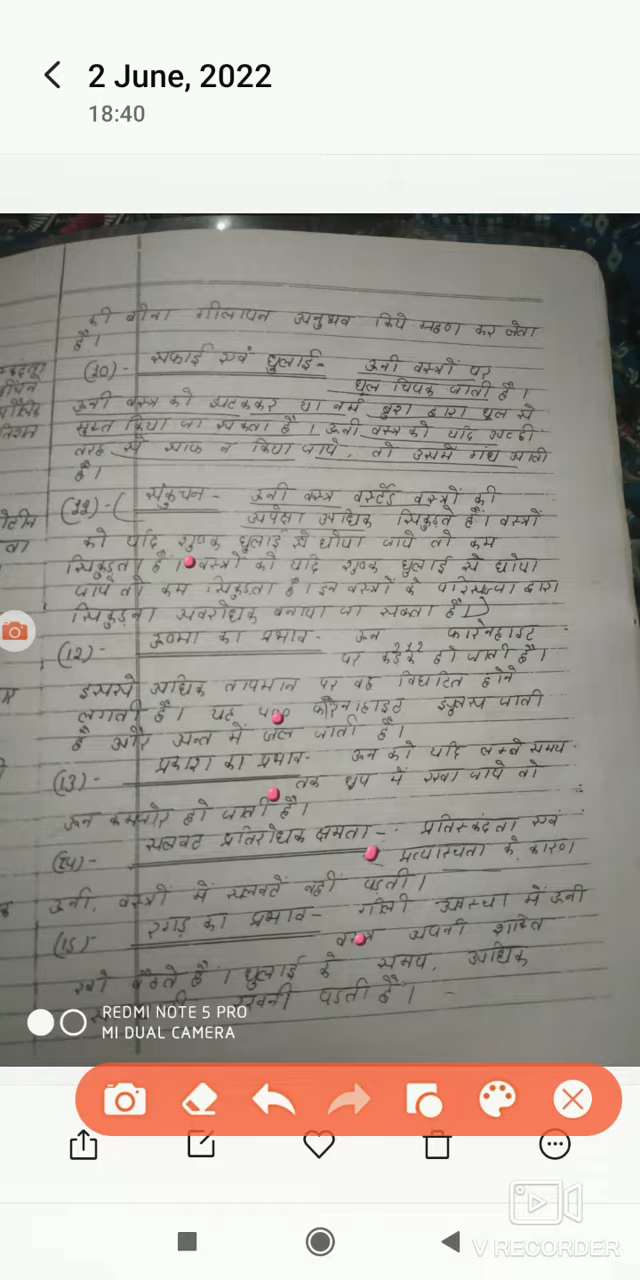 2 June, 2022
18:40
की बीना गीलापन अनुभव किये ग्रहण कर लेता
है।
(10)- सफाई एवं धुलाई- ऊनी वस्त्रों पर
धूल चिपक जाती है।
ऊनी वस्त्र को झटककर या नर्म ब्रुश द्वारा धूल से
मुक्त किया जा सकता है। ऊनी वस्त्र को यदि अच्छी
तरह से साफ न किया जाये, तो उसमें गंध आती
है।
(11)-( संकुचन- ऊनी वस्त्र वर्स्टेड वस्त्रों की
अपेक्षा अधिक सिकुड़ते है। वस्त्रों
को यदि शुष्क धुलाई से धोया जाये तो कम
सिकुड़ता है। वस्त्रों को यदि शुष्क धुलाई से धोया
जाये तो कम सिकुड़ता है। इन वस्त्रों के परिसज्जा द्वारा
सिकुड़ना अवरोधक बनाया जा सकता है।)
(12)- ऊष्मा का प्रभाव- ऊन 212 फारेनहाइट
पर कड़क हो जाती है।
इससे अधिक तापमान पर वह विघटित होने
लगती है। यह फारेनहाइट झुलस जाती
है और अन्त में जल जाती है।
(13)- प्रकाश का प्रभाव- ऊन को यदि लम्बे समय
तक धूप में रखा जाये तो
ऊन कमजोर हो जाती है।
(14)- सलवट प्रतिरोधक क्षमता- प्रतिस्कंदता एवं
प्रत्यास्थता के कारण
ऊनी वस्त्रों में सलवटें नहीं पड़ती।
(15)- रगड़ का प्रभाव- गीली अवस्था में ऊनी
वस्त्र अपनी शक्ति
खो बैठते है। धुलाई के समय अधिक
रखनी पड़ती है।
REDMI NOTE 5 PRO
MI DUAL CAMERA
V RECORDER